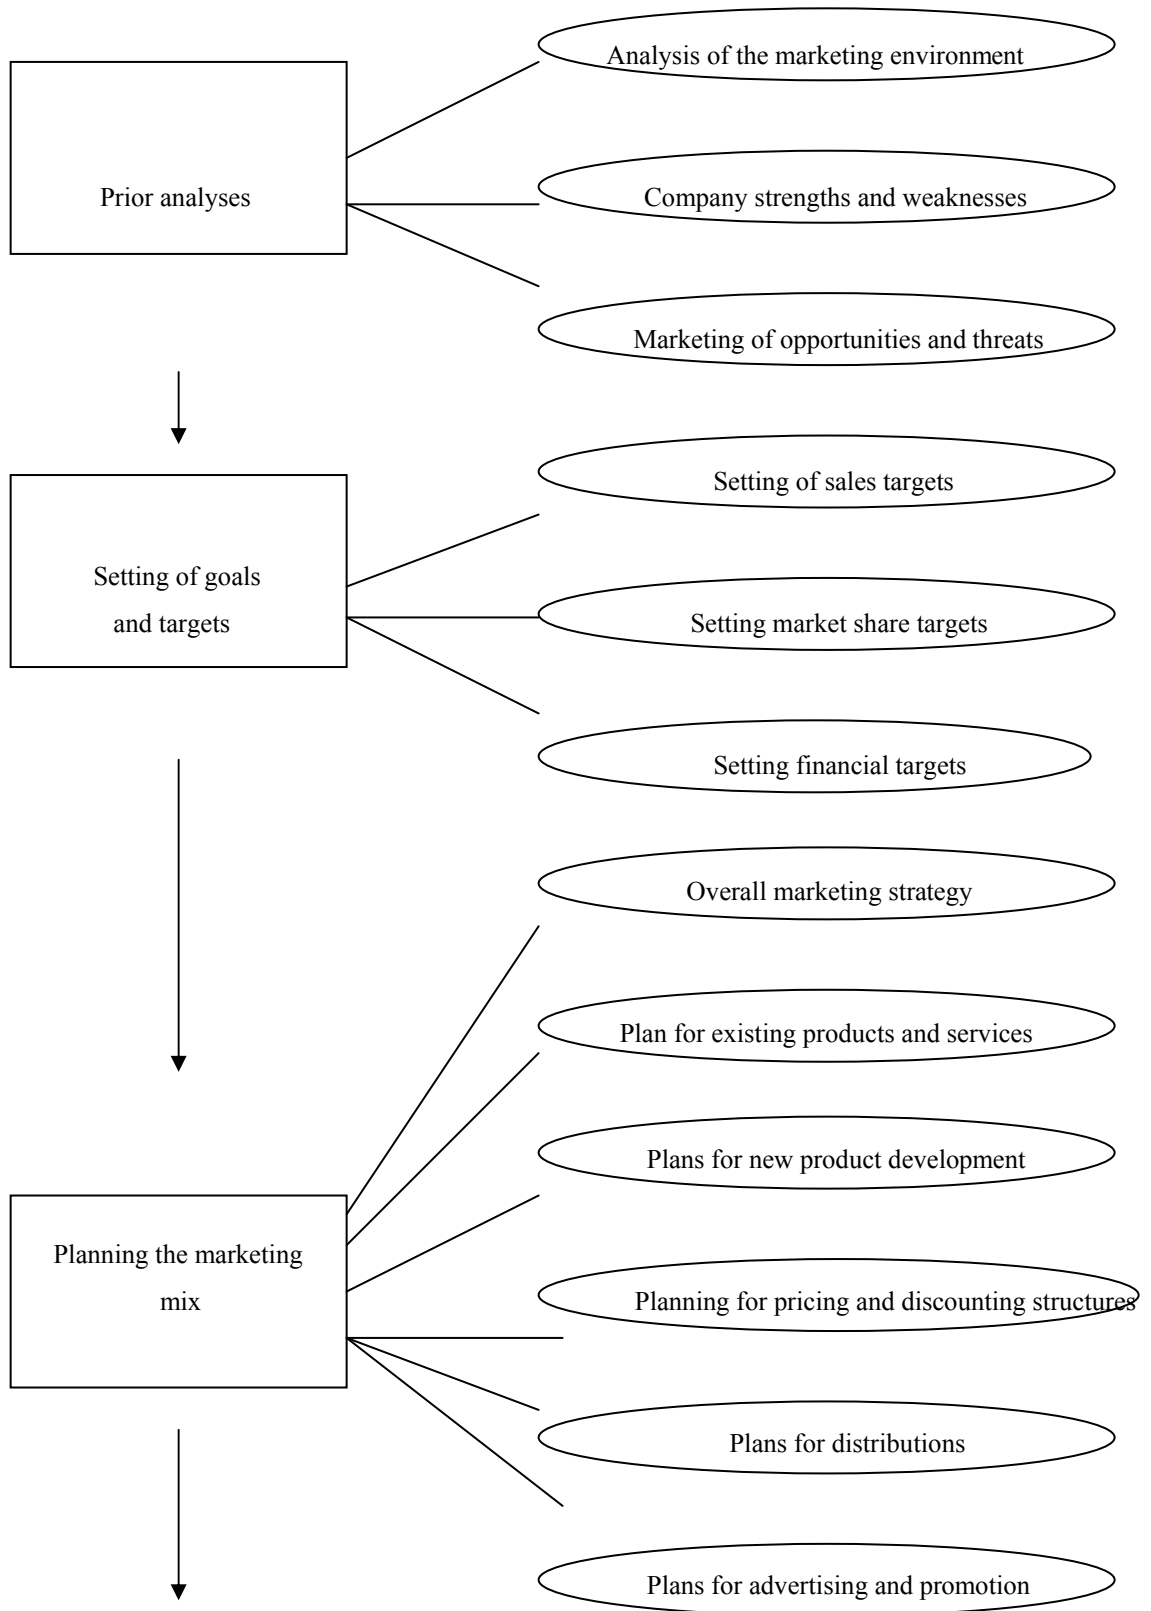 Analysis of the marketing environment
Prior analyses
Company strengths and weaknesses
Marketing of opportunities and threats
Setting of sales targets
Setting of goals
and targets
Setting market share targets
Setting financial targets
Overall marketing strategy
Plan for existing products and services
Plans for new product development
Planning the marketing
mix
Planning for pricing and discounting structures
Plans for distributions
Plans for advertising and promotion